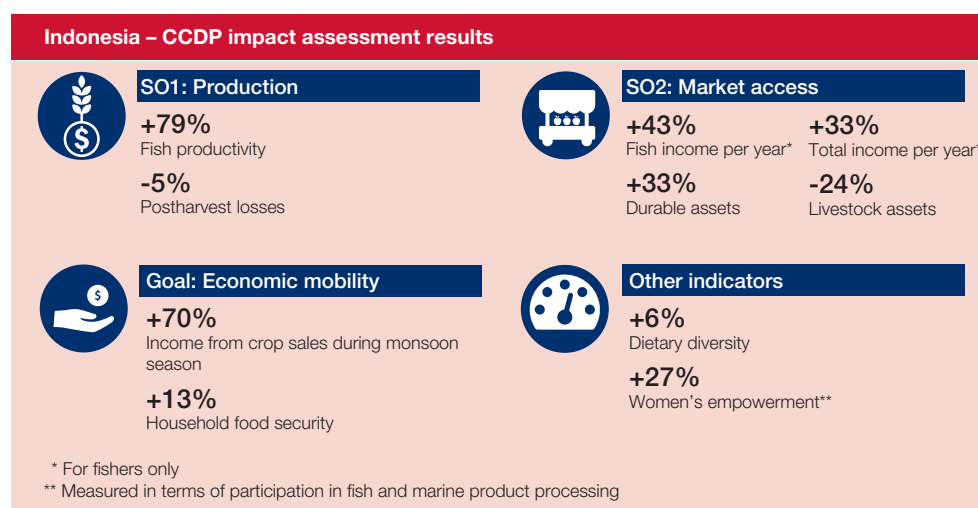 Indonesia – CCDP impact assessment results
SO1: Production
+79%
Fish productivity
-5%
Postharvest losses
SO2: Market access
+43%
Fish income per year*
+33%
Total income per year*
+33%
Durable assets
-24%
Livestock assets
Goal: Economic mobility
+70%
Income from crop sales during monsoon
season
+13%
Household food security
Other indicators
+6%
Dietary diversity
+27%
Women’s empowerment**
* For fishers only
** Measured in terms of participation in fish and marine product processing